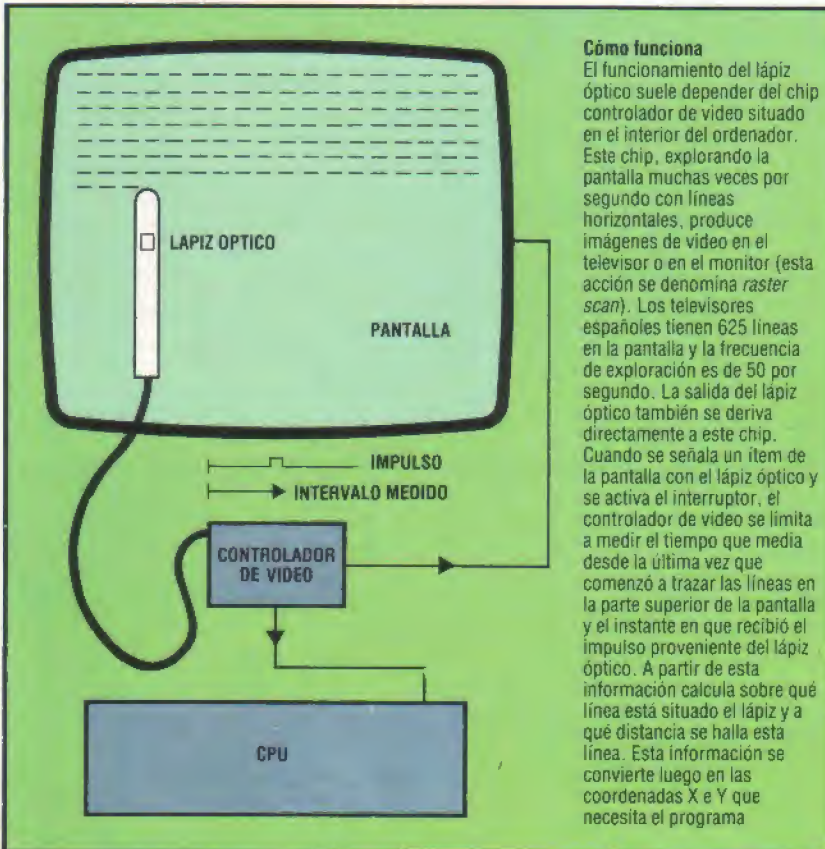 LAPIZ OPTICO
PANTALLA
IMPULSO
INTERVALO MEDIDO
CONTROLADOR
DE VIDEO
CPU
Cómo funciona
El funcionamiento del lápiz
óptico suele depender del chip
controlador de video situado
en el interior del ordenador.
Este chip, explorando la
pantalla muchas veces por
segundo con líneas
horizontales, produce
imágenes de video en el
televisor o en el monitor (esta
acción se denomina raster
scan). Los televisores
españoles tienen 625 líneas
en la pantalla y la frecuencia
de exploración es de 50 por
segundo. La salida del lápiz
óptico también se deriva
directamente a este chip.
Cuando se señala un ítem de
la pantalla con el lápiz óptico y
se activa el interruptor, el
controlador de video se limita
a medir el tiempo que media
desde la última vez que
comenzó a trazar las líneas en
la parte superior de la pantalla
y el instante en que recibió el
impulso proveniente del lápiz
óptico. A partir de esta
información calcula sobre qué
línea está situado el lápiz y a
qué distancia se halla esta
línea. Esta información se
convierte luego en las
coordenadas X e Y que
necesita el programa